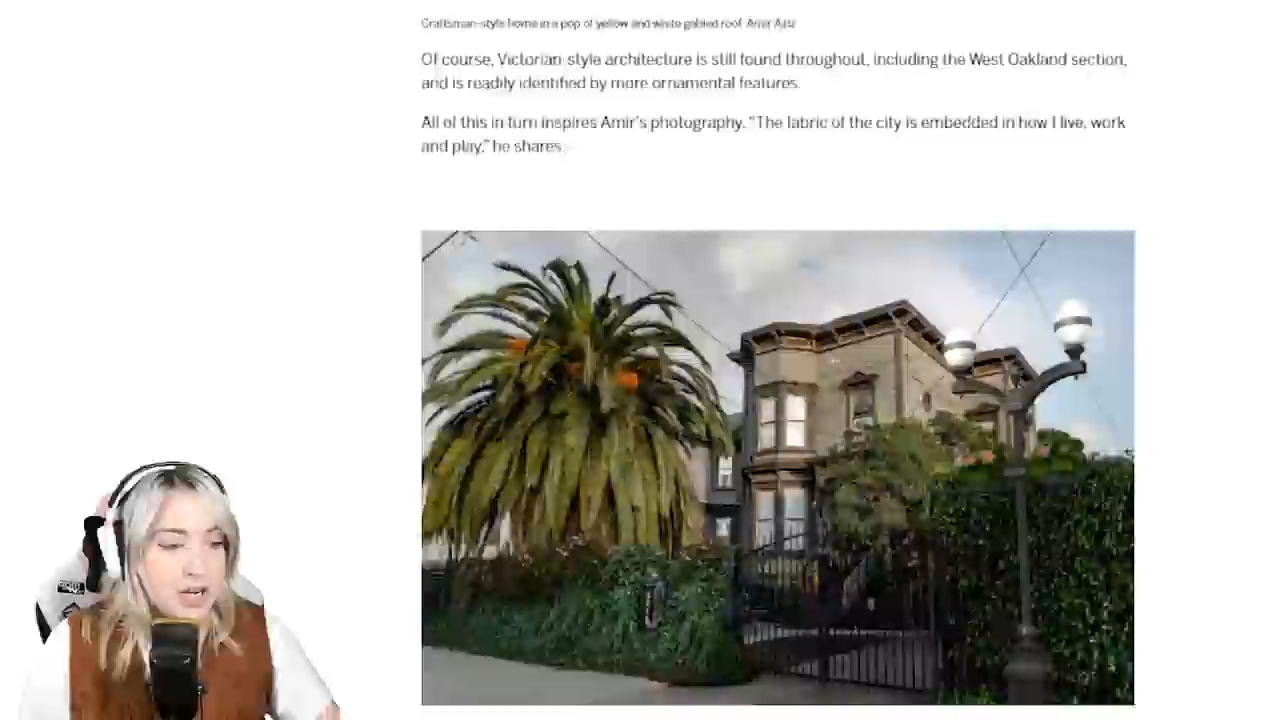 Craftsman-style home in a pop of yellow and white gabled roof. Amir Aziz
Of course, Victorian-style architecture is still found throughout, including the West Oakland section,
and is readily identified by more ornamental features.
All of this in turn inspires Amir's photography. "The fabric of the city is embedded in how I live, work
and play," he shares.